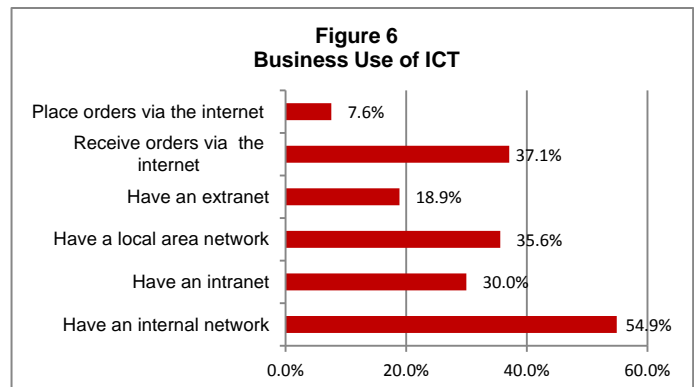 Figure 6
Business Use of ICT
Place orders via the internet
7.6%
Receive orders via the
internet
37.1%
Have an extranet
18.9%
Have a local area network
35.6%
Have an intranet
30.0%
Have an internal network
54.9%
0.0% 20.0% 40.0% 60.0%